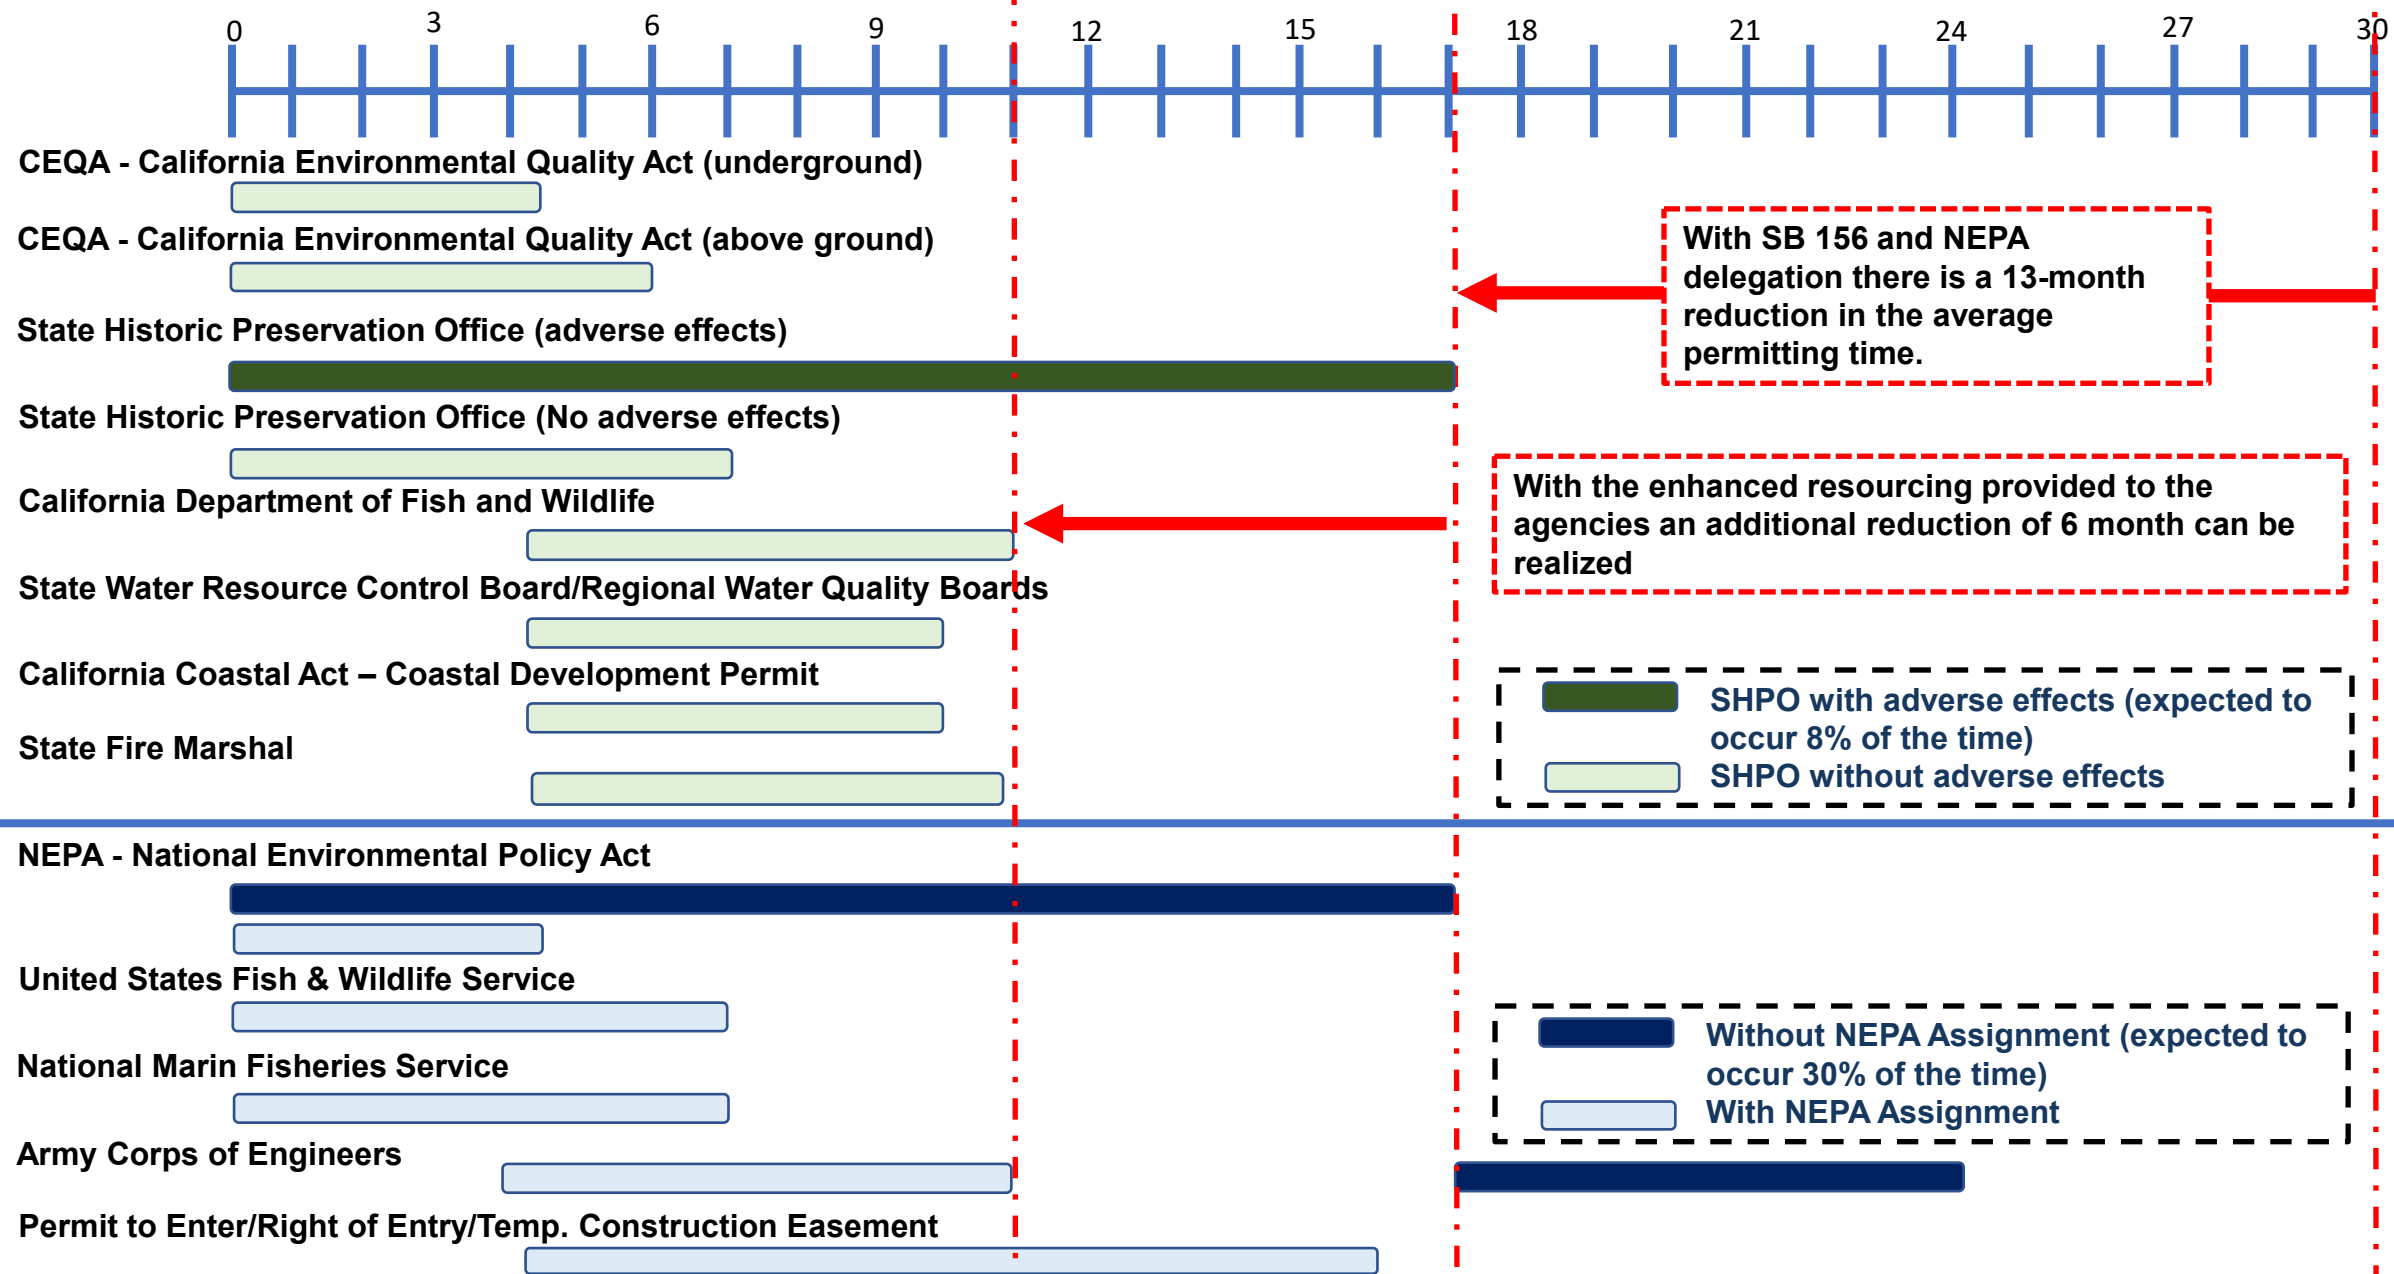 0 3 6 9 12 15 18 21 24 27 30
CEQA - California Environmental Quality Act (underground)
CEQA - California Environmental Quality Act (above ground)
With SB 156 and NEPA
delegation there is a 13-month
reduction in the average
permitting time.
State Historic Preservation Office (adverse effects)
State Historic Preservation Office (No adverse effects)
California Department of Fish and Wildlife
With the enhanced resourcing provided to the
agencies an additional reduction of 6 month can be
realized
State Water Resource Control Board/Regional Water Quality Boards
California Coastal Act – Coastal Development Permit
State Fire Marshal
SHPO with adverse effects (expected to
occur 8% of the time)
SHPO without adverse effects
NEPA - National Environmental Policy Act
United States Fish & Wildlife Service
National Marin Fisheries Service
Without NEPA Assignment (expected to
occur 30% of the time)
With NEPA Assignment
Army Corps of Engineers
Permit to Enter/Right of Entry/Temp. Construction Easement